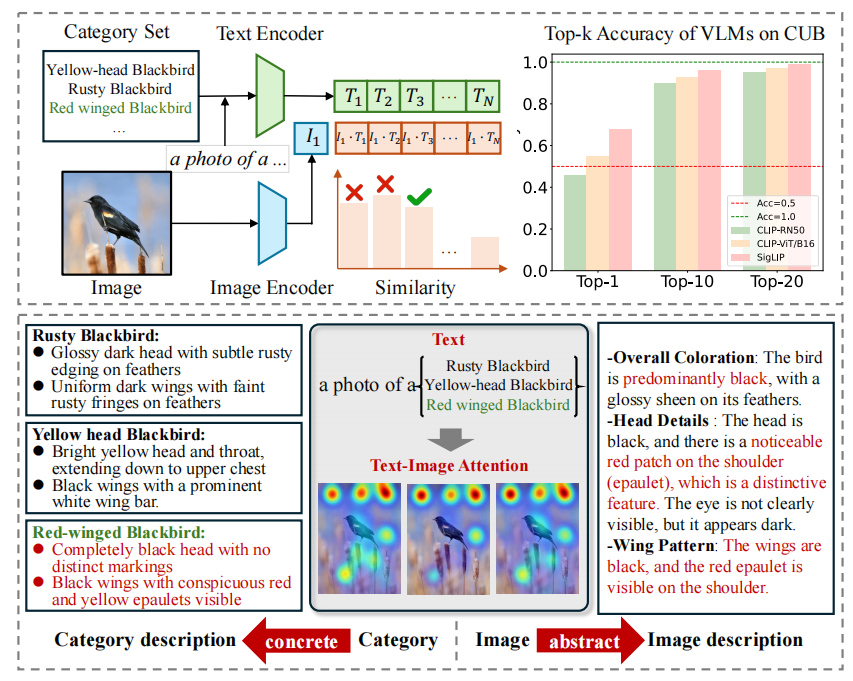 Category Set
Yellow-head Blackbird
Rusty Blackbird
Red winged Blackbird
...
a photo of a ...
Image
Text Encoder
Image Encoder
T1 T2 T3 ... TN
I1
I1 · T1 I1 · T2 I1 · T3 ... I1 · TN
...
Similarity
Top-k Accuracy of VLMs on CUB
1.0
0.8
0.6
0.4
0.2
0.0
Top-1 Top-10 Top-20
Acc=0.5
Acc=1.0
CLIP-RN50
CLIP-ViT/B16
SigLIP
Rusty Blackbird:
● Glossy dark head with subtle rusty
edging on feathers
● Uniform dark wings with faint
rusty fringes on feathers
Yellow head Blackbird:
● Bright yellow head and throat,
extending down to upper chest
● Black wings with a prominent
white wing bar.
Red-winged Blackbird:
● Completely black head with no
distinct markings
● Black wings with conspicuous red
and yellow epaulets visible
Text
a photo of a
Rusty Blackbird
Yellow-head Blackbird
Red winged Blackbird
Text-Image Attention
-Overall Coloration: The bird
is predominantly black, with a
glossy sheen on its feathers.
-Head Details : The head is
black, and there is a noticeable
red patch on the shoulder
(epaulet), which is a distinctive
feature. The eye is not clearly
visible, but it appears dark.
-Wing Pattern: The wings are
black, and the red epaulet is
visible on the shoulder.
Category description concrete Category Image abstract Image description